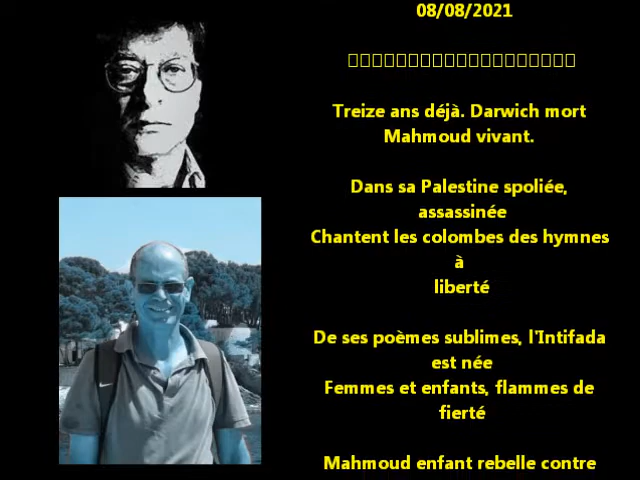 08/08/2021
□□□□□□□□□□□□□□□□□□□
Treize ans déjà. Darwich mort
Mahmoud vivant.
Dans sa Palestine spoliée,
assassinée
Chantent les colombes des hymnes
à
liberté
De ses poèmes sublimes, l'Intifada
est née
Femmes et enfants, flammes de
fierté
Mahmoud enfant rebelle contre